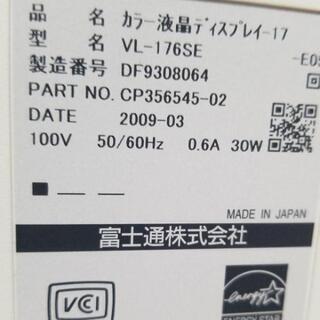 品 名 カラー液晶ディスプレイ-17
型 名 VL-176SE -E05
製造番号 DF9308064
PART NO. CP356545-02
DATE 2009-03
100V 50/60Hz 0.6A 30W
MADE IN JAPAN
富士通株式会社
VCCI
energy
ENERGY STAR